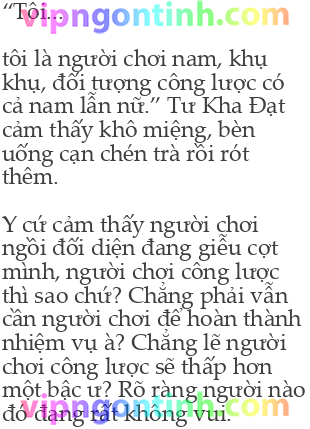 vipngontinh.com
“Tôi...
tôi là người chơi nam, khụ
khụ, đối tượng công lược có
cả nam lẫn nữ.” Tư Kha Đạt
cảm thấy khô miệng, bèn
uống cạn chén trà rồi rót
thêm.
Y cứ cảm thấy người chơi
ngồi đối diện đang giễu cợt
mình, người chơi công lược
thì sao chứ? Chẳng phải vẫn
cần người chơi để hoàn thành
nhiệm vụ à? Chẳng lẽ người
chơi công lược sẽ thấp hơn
một bậc ư? Rõ ràng người nào
đó đang rất không vui.
vipngontinh.com